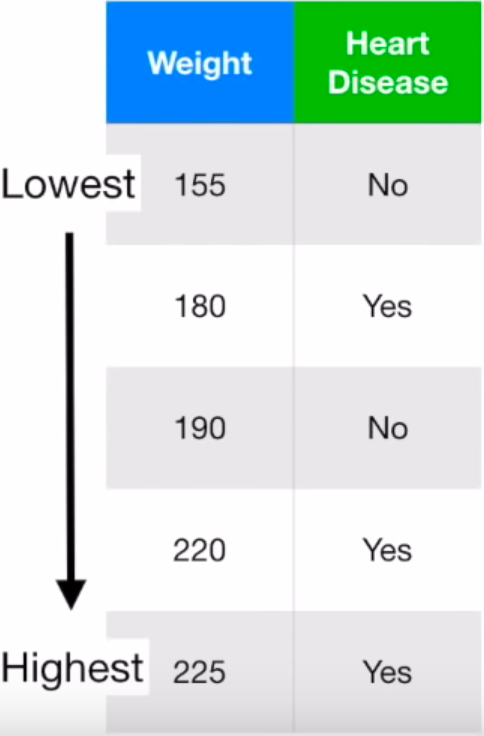 Weight Heart Disease
Lowest 155 No
180 Yes
190 No
220 Yes
Highest 225 Yes